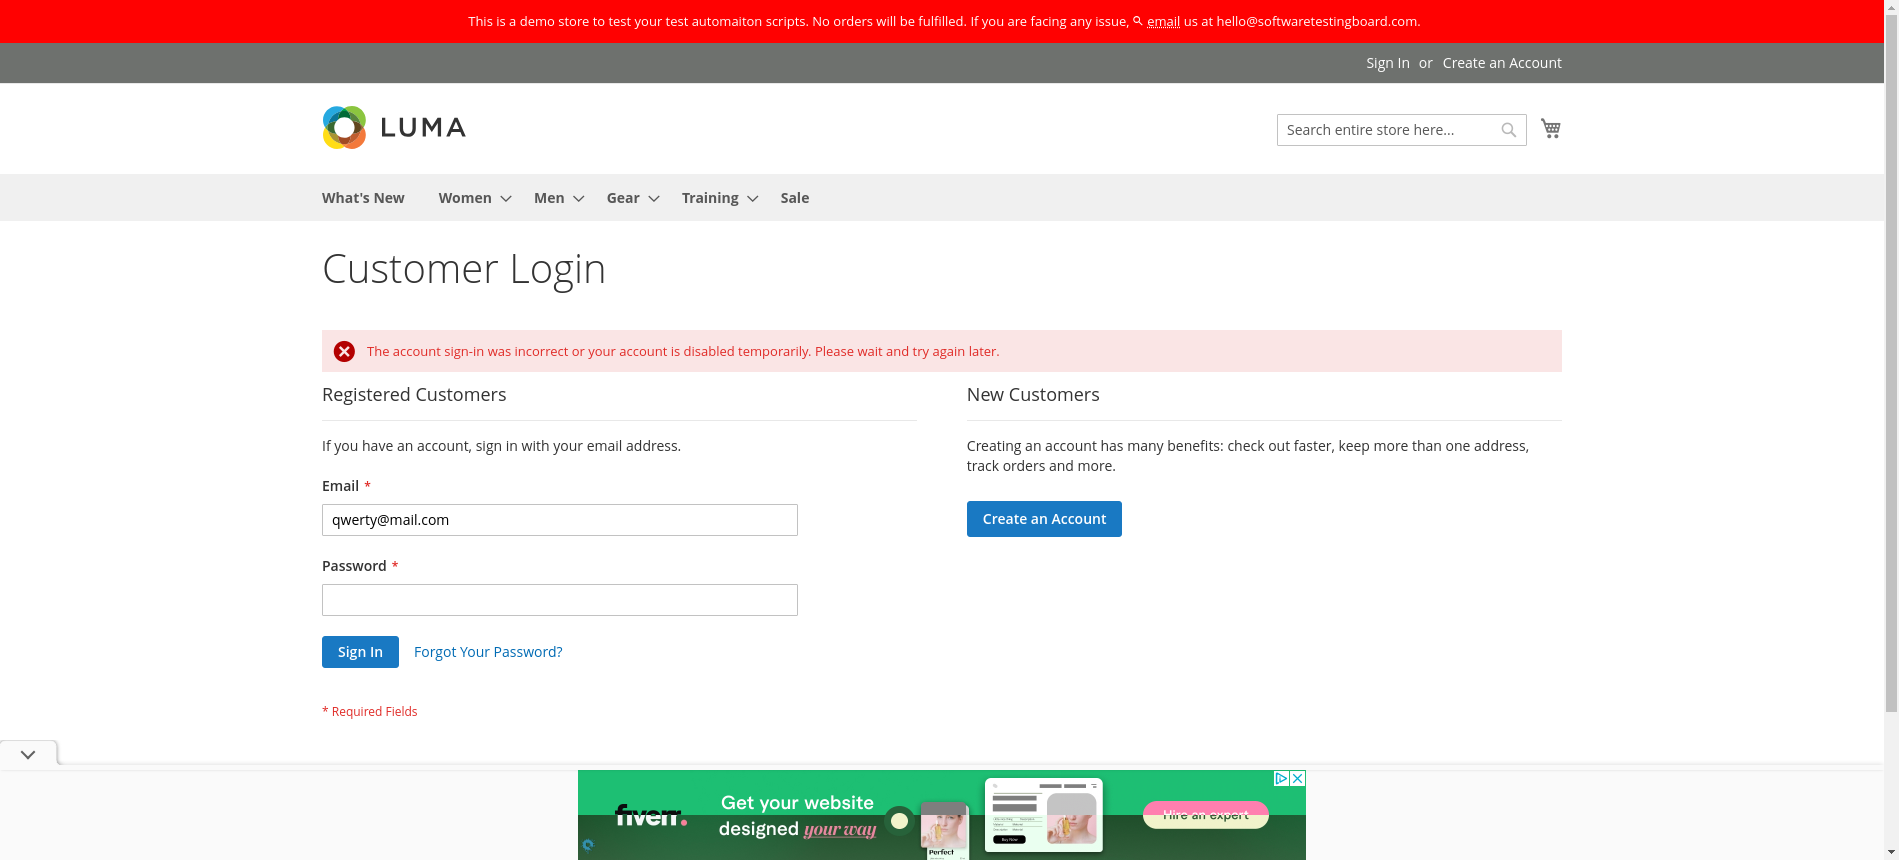 This is a demo store to test your test automaiton scripts. No orders will be fulfilled. If you are facing any issue, email us at hello@softwaretestingboard.com.
Sign In or Create an Account
LUMA
Search entire store here...
What's New Women Men Gear Training Sale
Customer Login
The account sign-in was incorrect or your account is disabled temporarily. Please wait and try again later.
Registered Customers
If you have an account, sign in with your email address.
Email *
qwerty@mail.com
Password *
Sign In Forgot Your Password?
* Required Fields
New Customers
Creating an account has many benefits: check out faster, keep more than one address,
track orders and more.
Create an Account
fiverr.
Get your website
designed your way
Perfect
Buy Now
Hire an expert